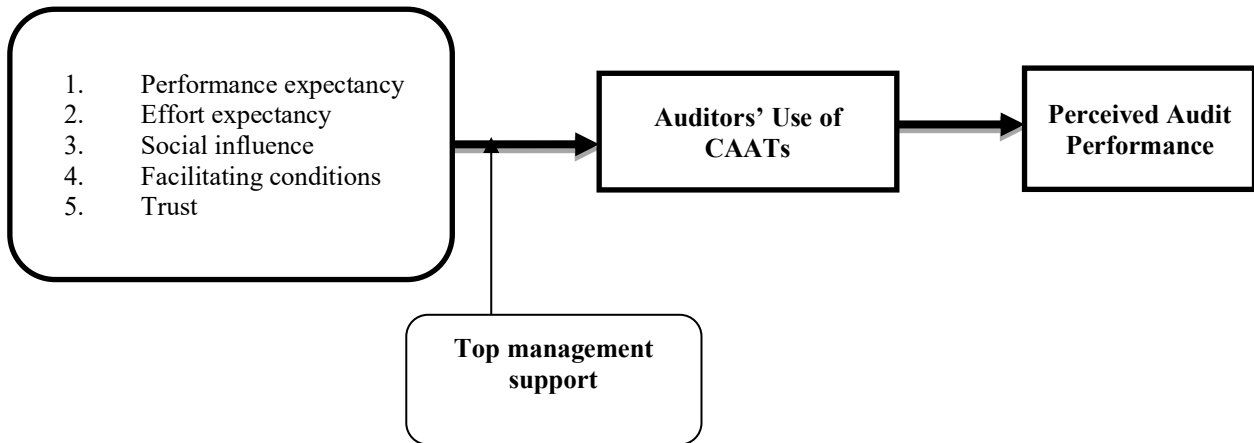 1. Performance expectancy
2. Effort expectancy
3. Social influence
4. Facilitating conditions
5. Trust
Auditors’ Use of
CAATs
Perceived Audit
Performance
Top management
support